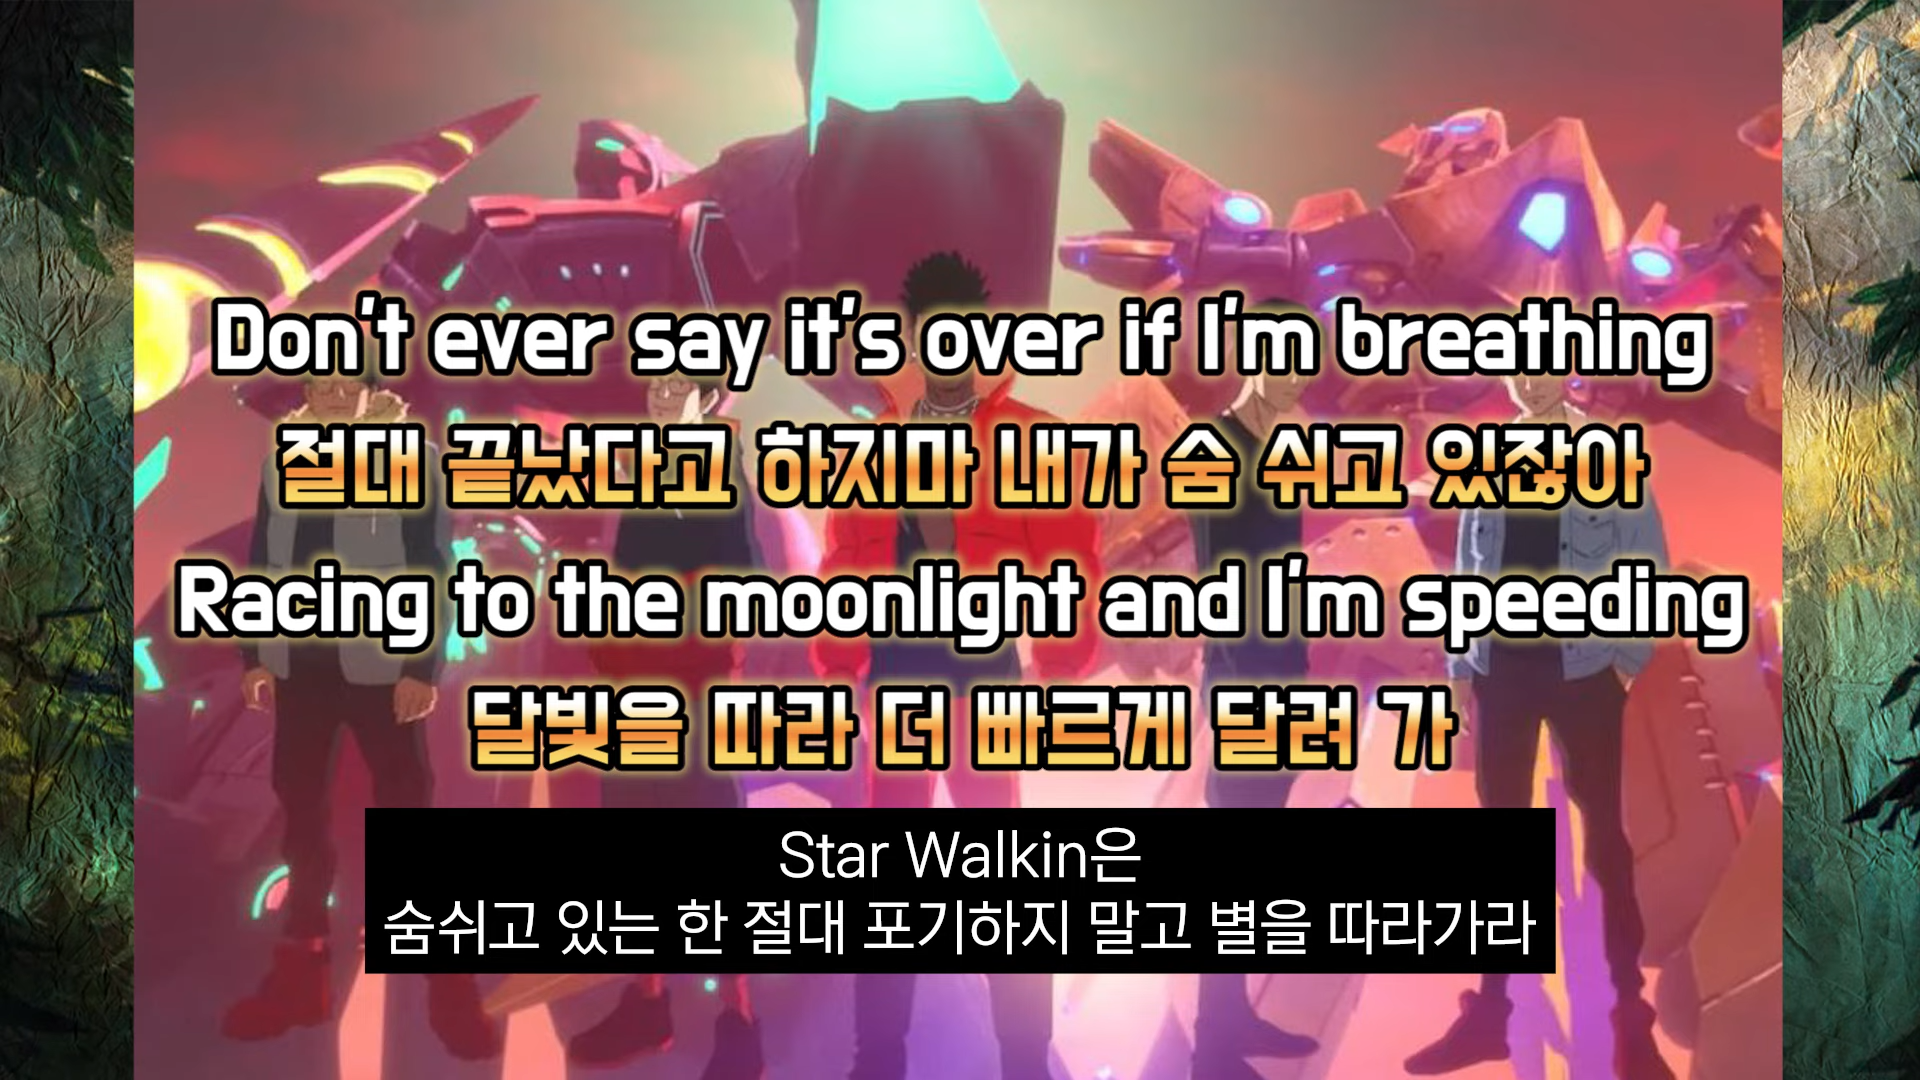 Don't ever say it's over if I'm breathing
절대 끝났다고 하지마 내가 숨 쉬고 있잖아
Racing to the moonlight and I'm speeding
달빛을 따라 더 빠르게 달려 가
Star Walkin은
숨쉬고 있는 한 절대 포기하지 말고 별을 따라가라